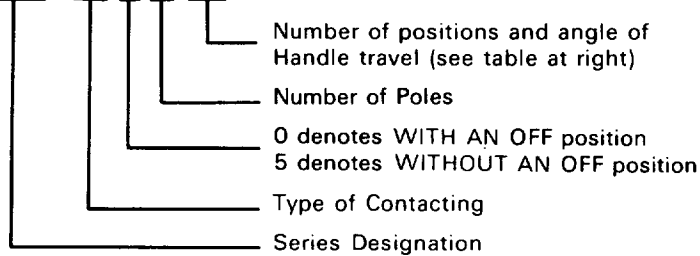 Number of positions and angle of
Handle travel (see table at right)
Number of Poles
0 denotes WITH AN OFF position
5 denotes WITHOUT AN OFF position
Type of Contacting
Series Designation